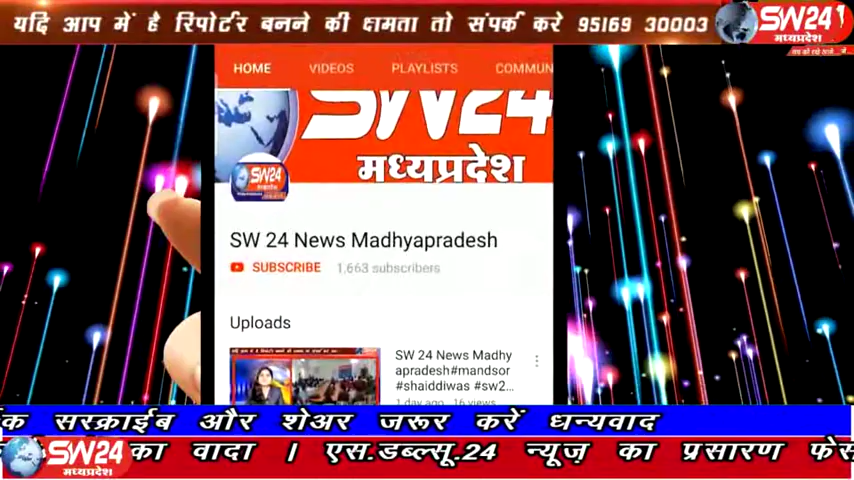 यदि आप में है रिपोर्टर बनने की क्षमता तो संपर्क करे 95169 30003
SW24
मध्यप्रदेश
HOME VIDEOS PLAYLISTS COMMUN
SW24
मध्यप्रदेश
SW24
SW 24 News Madhyapradesh
SUBSCRIBE 1,663 subscribers
Uploads
SW 24 News Madhy
apradesh#mandsor
#shaiddiwas #sw2...
1 day ago 16 views
सस्क्राईब और शेअर जरूर करें धन्यवाद
SW24
मध्यप्रदेश
का वादा । एस.डब्ल्सू.24 न्यूज़ का प्रसारण फेस